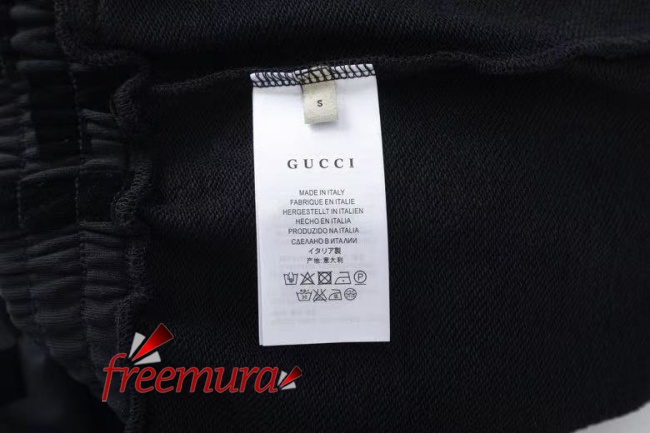 S
GUCCI
MADE IN ITALY
FABRIQUE EN ITALIE
HERGESTELLT IN ITALIEN
HECHO EN ITALIA
PRODUZIDO NA ITALIA
СДЕЛАНО В ИТАЛИИ
イタリア製
产地:意大利
freemura